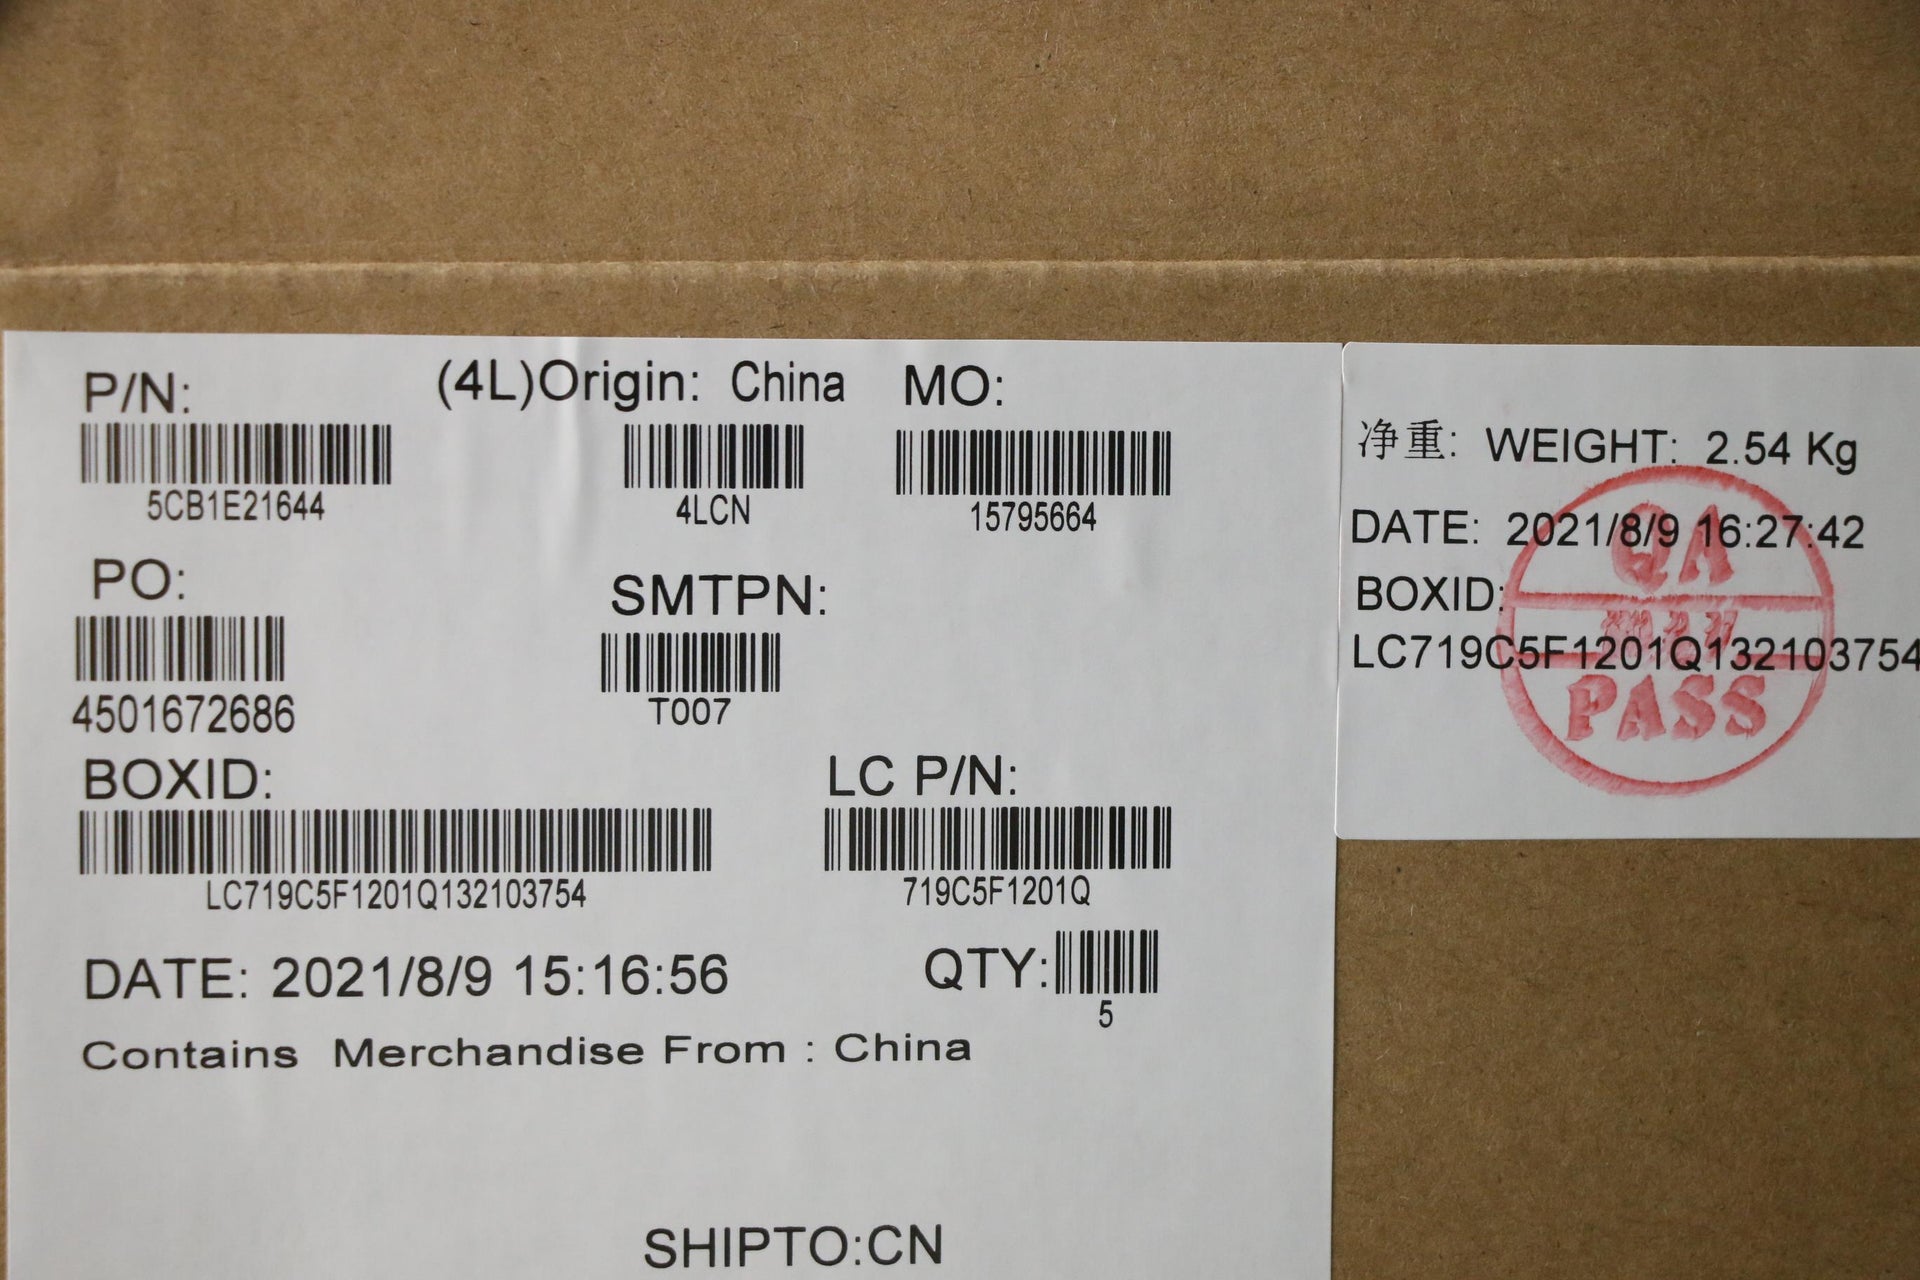 P/N: (4L)Origin: China MO:
5CB1E21644 4LCN 15795664
PO: SMTPN:
4501672686 T007
BOXID: LC P/N:
LC719C5F1201Q132103754 719C5F1201Q
DATE: 2021/8/9 15:16:56 QTY:
5
Contains Merchandise From : China
SHIPTO:CN
净重: WEIGHT: 2.54 Kg
DATE: 2021/8/9 16:27:42
BOXID:
LC719C5F1201Q132103754
QA
PASS